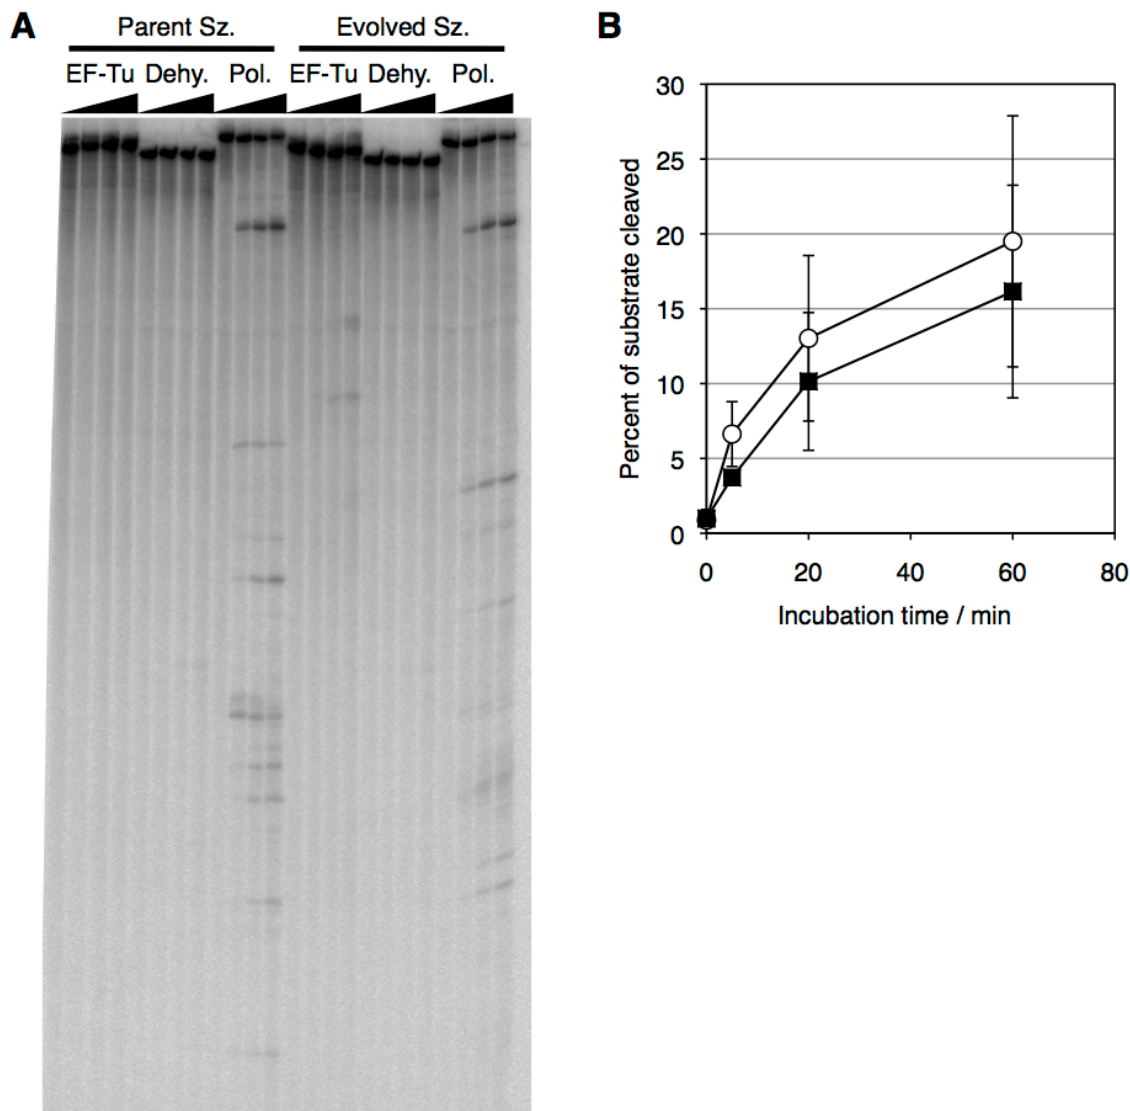 A
Parent Sz. Evolved Sz.
EF-Tu Dehy. Pol. EF-Tu Dehy. Pol.
B
30
25
20
15
10
5
0
Percent of substrate cleaved
0 20 40 60 80
Incubation time / min